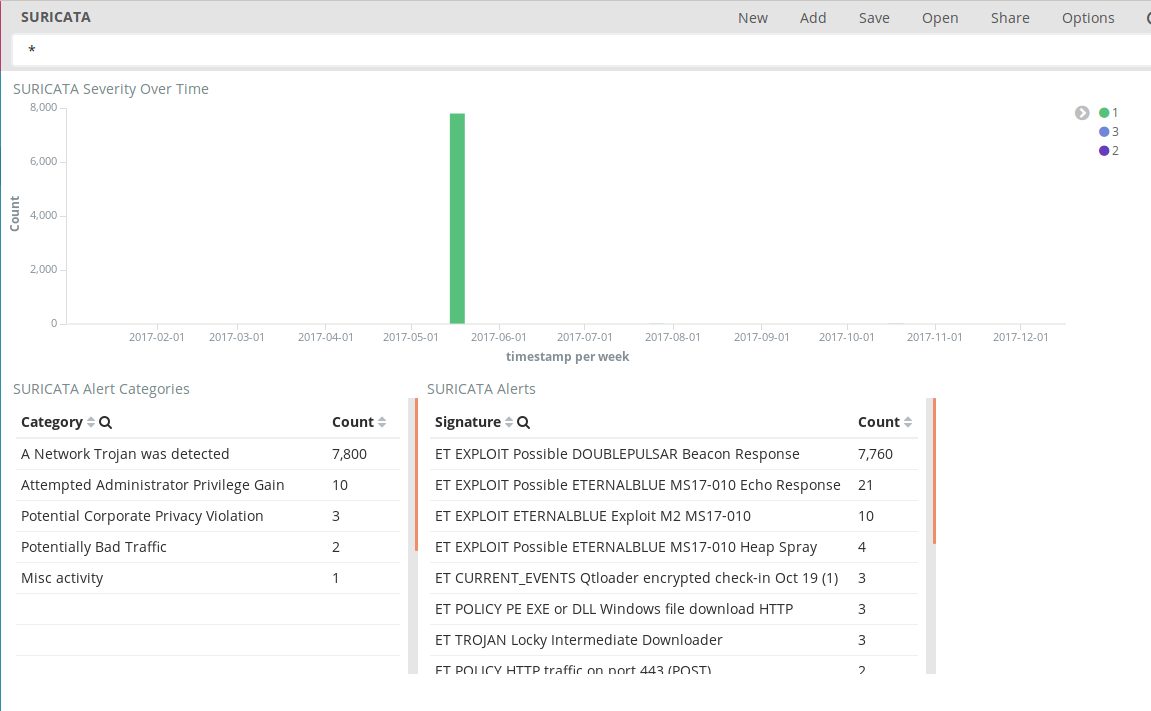 SURICATA
New Add Save Open Share Options
*
SURICATA Severity Over Time
8,000
6,000
4,000
2,000
0
Count
1
3
2
2017-02-01 2017-03-01 2017-04-01 2017-05-01 2017-06-01 2017-07-01 2017-08-01 2017-09-01 2017-10-01 2017-11-01 2017-12-01
timestamp per week
SURICATA Alert Categories
Category Count
A Network Trojan was detected 7,800
Attempted Administrator Privilege Gain 10
Potential Corporate Privacy Violation 3
Potentially Bad Traffic 2
Misc activity 1
SURICATA Alerts
Signature Count
ET EXPLOIT Possible DOUBLEPULSAR Beacon Response 7,760
ET EXPLOIT Possible ETERNALBLUE MS17-010 Echo Response 21
ET EXPLOIT ETERNALBLUE Exploit M2 MS17-010 10
ET EXPLOIT Possible ETERNALBLUE MS17-010 Heap Spray 4
ET CURRENT_EVENTS Qtloader encrypted check-in Oct 19 (1) 3
ET POLICY PE EXE or DLL Windows file download HTTP 3
ET TROJAN Locky Intermediate Downloader 3
ET POLICY HTTP traffic on port 443 (POST) 2